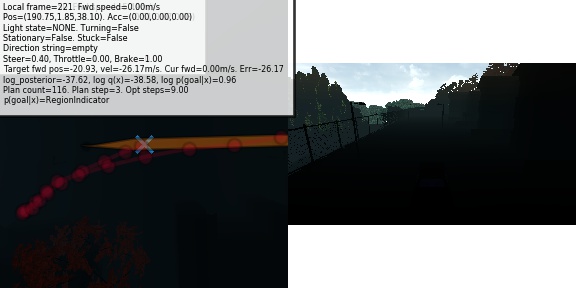 Local frame=221. Fwd speed=0.00m/s
Pos=(190.75,1.85,38.10). Acc=(0.00,0.00,0.00)
Light state=NONE. Turning=False
Stationary=False. Stuck=False
Direction string=empty
Steer=0.40, Throttle=0.00, Brake=1.00
Target fwd pos=-20.93, vel=-26.17m/s. Cur fwd=0.00m/s. Err=-26.17
log_posterior=-37.62, log q(x)=-38.58, log p(goal|x)=0.96
Plan count=116. Plan step=3. Opt steps=9.00
p(goal|x)=RegionIndicator